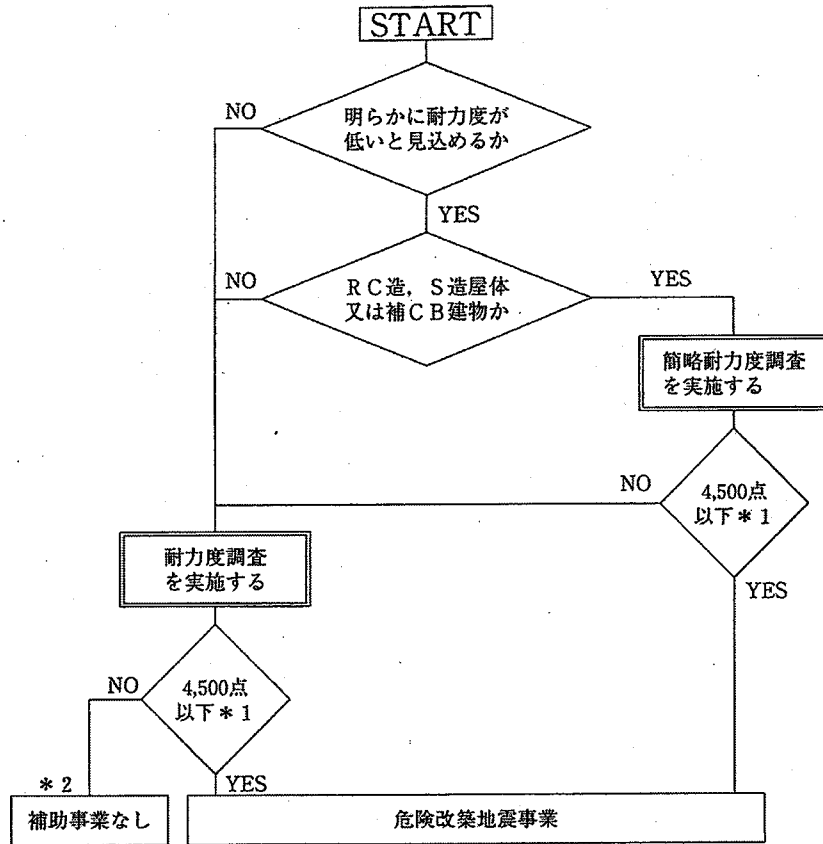 START
NO
明らかに耐力度が
低いと見込めるか
YES
NO
RC造，S造屋体
又は補CB建物か
YES
簡略耐力度調査
を実施する
NO
4,500点
以下＊1
YES
耐力度調査
を実施する
NO
4,500点
以下＊1
YES
＊2
補助事業なし
危険改築地震事業